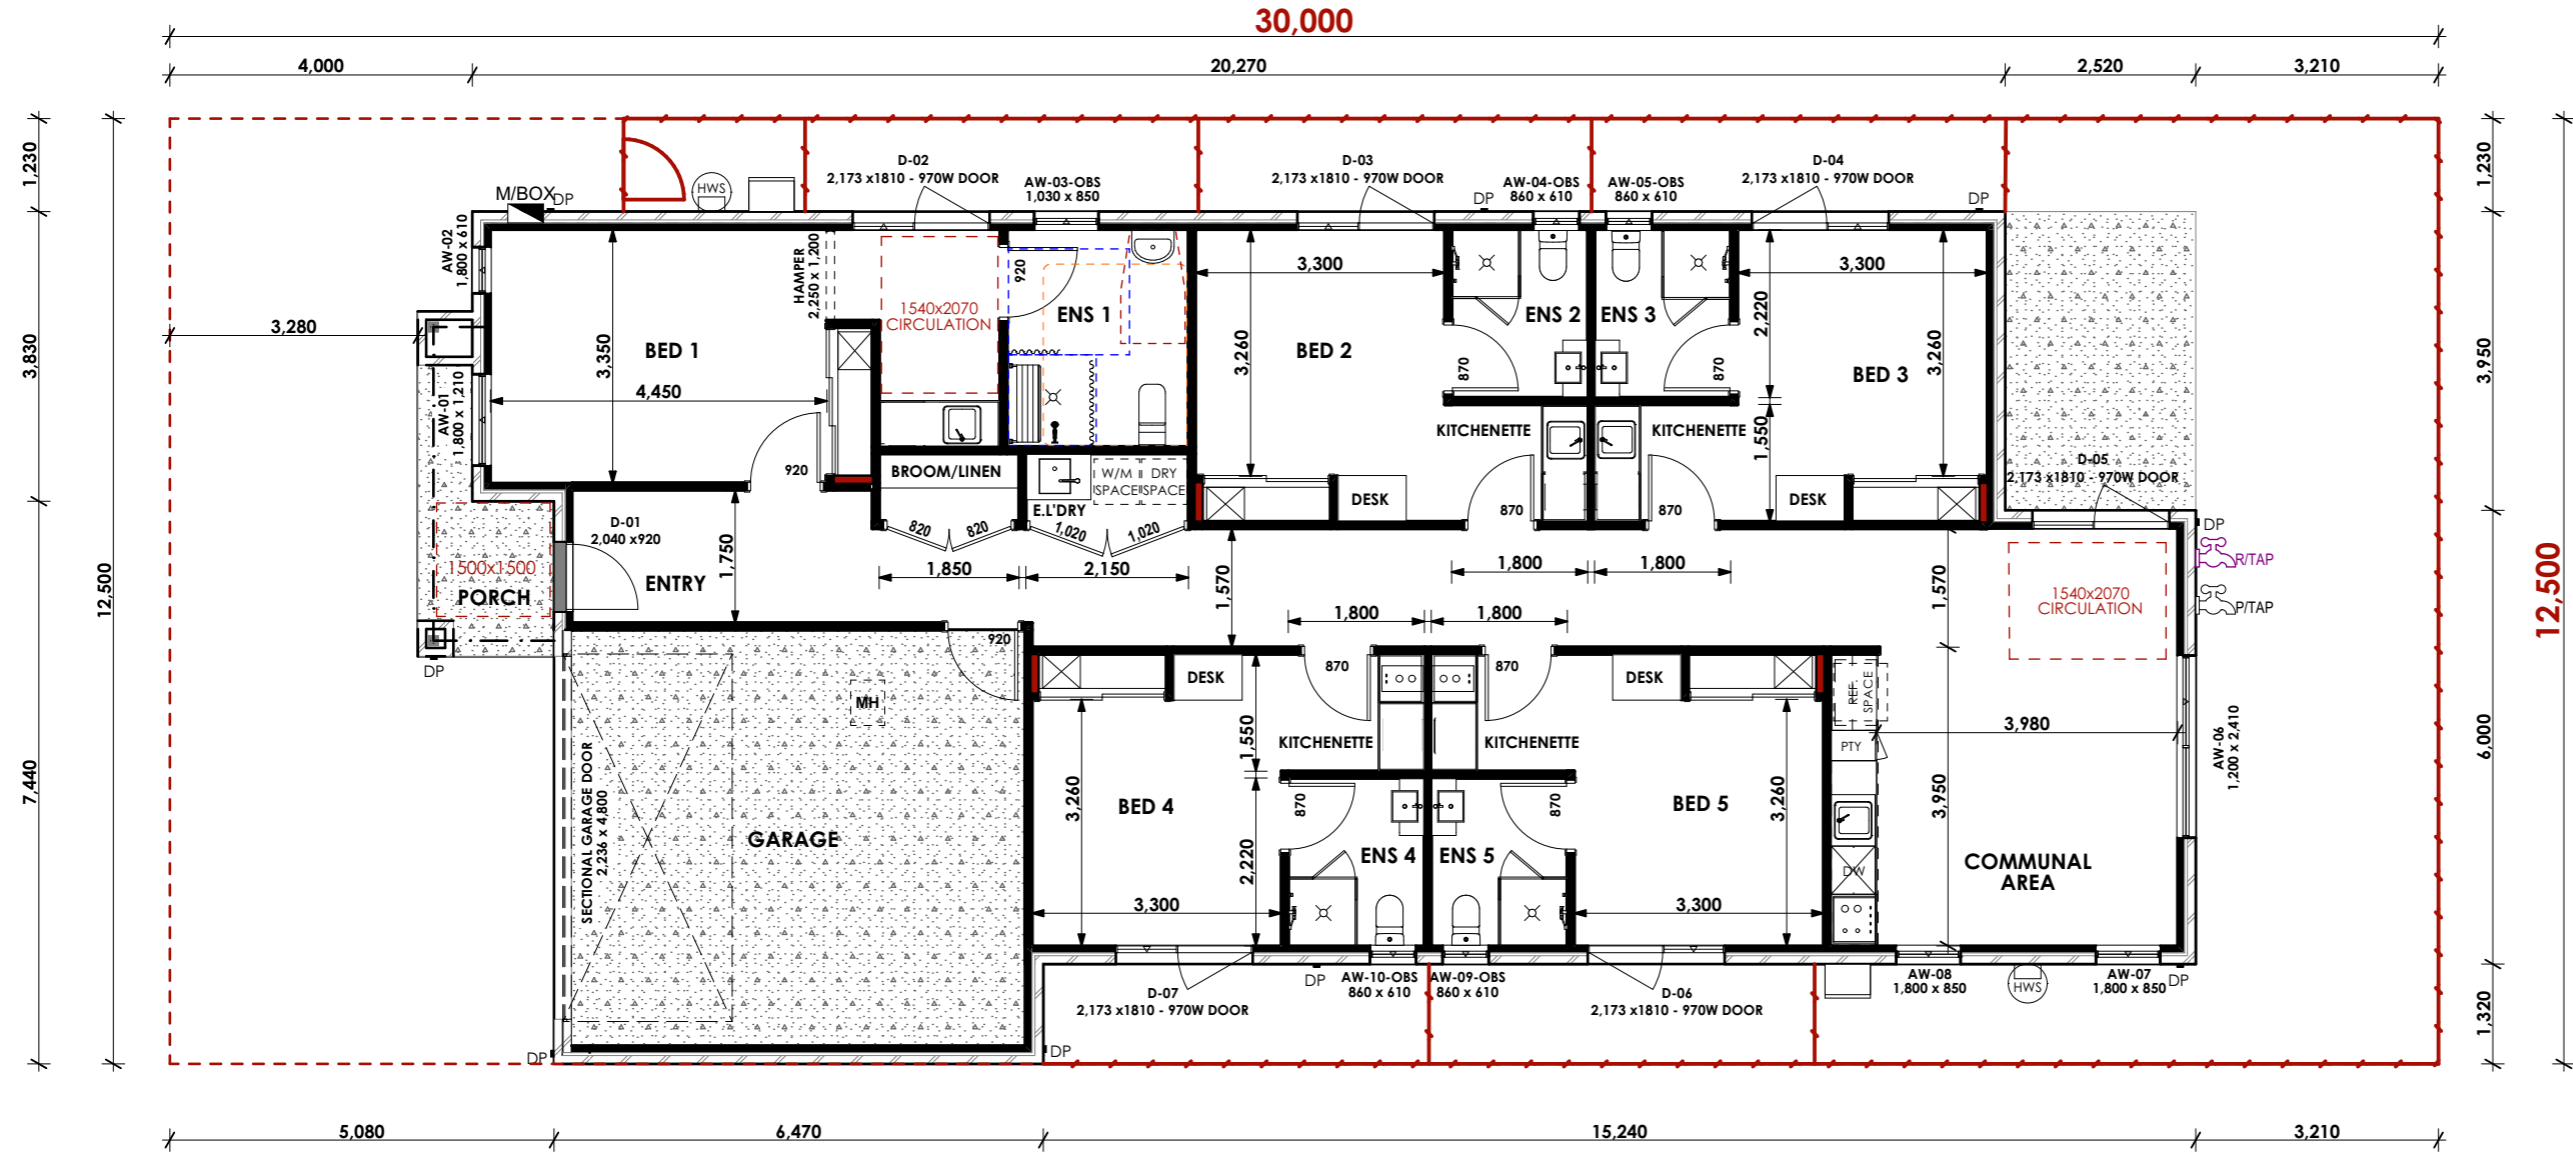 30,000
4,000
20,270
2,520
3,210
1,230
3,830
7,440
12,500
M/BOX
DP
HWS
D-02
2,173 x1810 - 970W DOOR
AW-03-OBS
1,030 x 850
D-03
2,173 x1810 - 970W DOOR
DP
AW-04-OBS
860 x 610
AW-05-OBS
860 x 610
D-04
2,173 x1810 - 970W DOOR
DP
1,230
3,950
6,000
1,320
12,500
AW-02
1,800 x 610
3,280
AW-01
1,800 x 1,210
3,350
BED 1
4,450
HAMPER
2,250 x 1,200
1540x2070
CIRCULATION
920
ENS 1
3,300
3,260
BED 2
ENS 2
870
ENS 3
870
2,220
3,300
3,260
BED 3
KITCHENETTE
KITCHENETTE
1,550
920
BROOM/LINEN
W/M
SPACE
DRY
SPACE
E.L'DRY
DESK
870
870
DESK
D-05
2,173 x1810 - 970W DOOR
D-01
2,040 x920
1,750
820
820
1,020
1,020
1500x1500
PORCH
ENTRY
1,850
2,150
1,570
1,800
1,800
1,570
1540x2070
CIRCULATION
DP
R/TAP
P/TAP
DP
920
1,800
1,800
MH
DESK
870
870
DESK
REF.
SPACE
3,980
PTY
SECTIONAL GARAGE DOOR
2,236 x 4,800
1,550
KITCHENETTE
KITCHENETTE
AW-06
1,200 x 2,410
3,260
BED 4
870
870
BED 5
3,260
3,950
GARAGE
2,220
ENS 4
ENS 5
DW
COMMUNAL
AREA
3,300
3,300
D-07
2,173 x1810 - 970W DOOR
DP
AW-10-OBS
860 x 610
AW-09-OBS
860 x 610
D-06
2,173 x1810 - 970W DOOR
AW-08
1,800 x 850
HWS
AW-07
1,800 x 850
DP
DP
DP
5,080
6,470
15,240
3,210